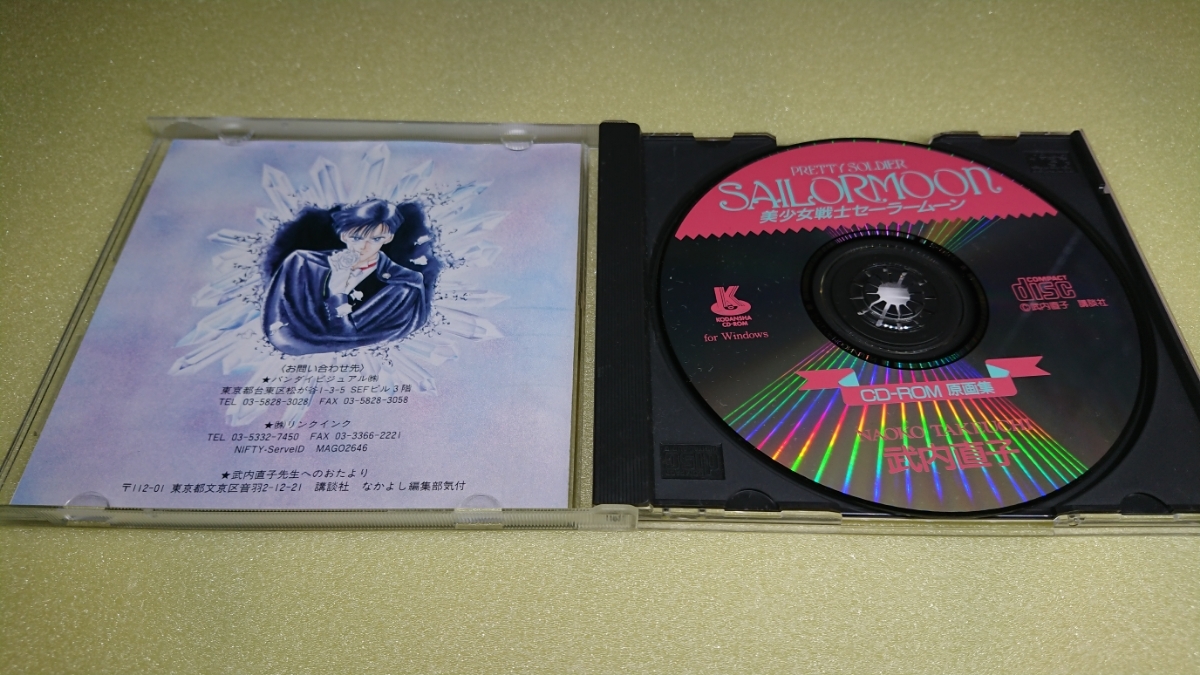 〈お問い合わせ先〉
★バンダイビジュアル㈱
東京都台東区松が谷1-3-5 SEFビル3階
TEL 03-5828-3028 FAX 03-5828-3058
★㈱リンクインク
TEL 03-5332-7450 FAX 03-3366-2221
NIFTY-ServeID MAGO2646
★武内直子先生へのおたより
〒112-01 東京都文京区音羽2-12-21 講談社 なかよし編集部気付
PRETTY SOLDIER
SAILORMOON
美少女戦士セーラームーン
K
KODANSHA
CD-ROM
for Windows
COMPACT
disc
©武内直子 講談社
CD-ROM 原画集
NAOKO TAKEUCHI
武内直子